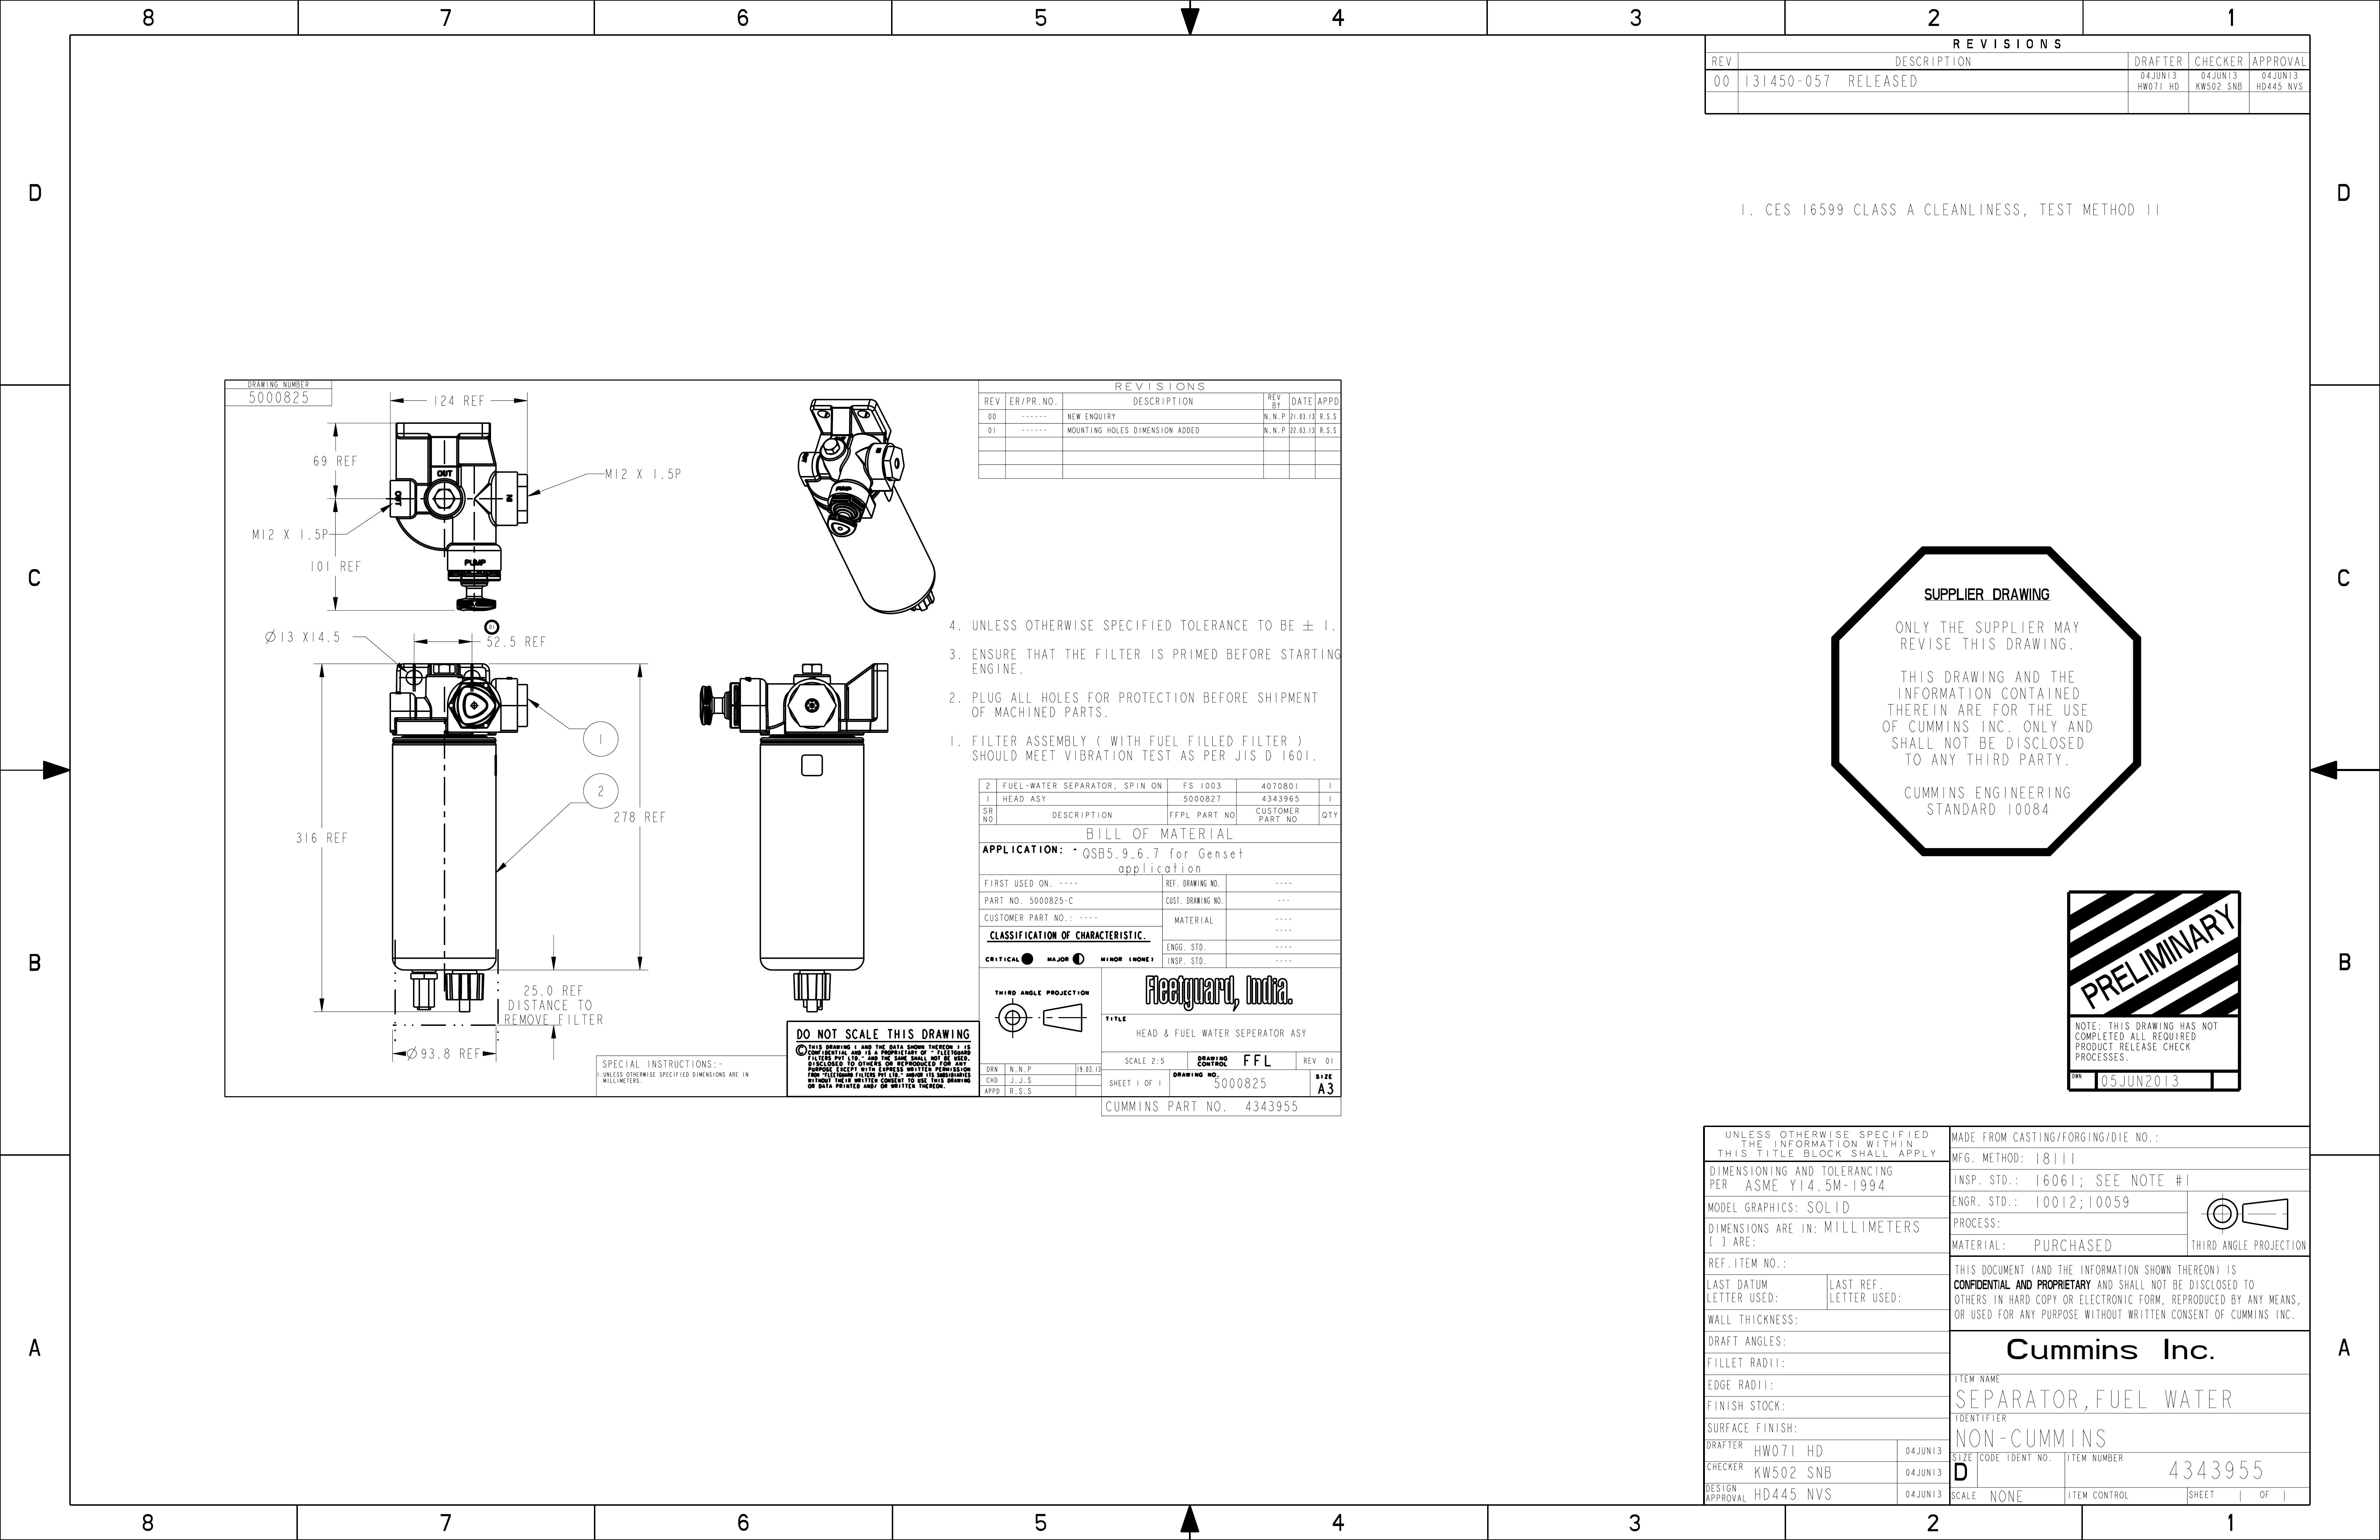 8 7 6 5 4 3 2 1
REVISIONS
REV DESCRIPTION DRAFTER CHECKER APPROVAL
00 131450-057 RELEASED 04JUN13 HW071 HD 04JUN13 KW502 SNB 04JUN13 HD445 NVS
D D
1. CES 16599 CLASS A CLEANLINESS, TEST METHOD 11
DRAWING NUMBER
5000825
124 REF
69 REF
OUT
OUT
IN
M12 X 1.5P
M12 X 1.5P
101 REF
PUMP
PUMP
01
Ø13 X14.5
52.5 REF
1
2
278 REF
316 REF
25.0 REF
DISTANCE TO
REMOVE FILTER
Ø93.8 REF
REVISIONS
REV ER/PR.NO. DESCRIPTION REV BY DATE APPD
00 ------ NEW ENQUIRY N.N.P 21.03.13 R.S.S
01 ------ MOUNTING HOLES DIMENSION ADDED N.N.P 22.03.13 R.S.S
4. UNLESS OTHERWISE SPECIFIED TOLERANCE TO BE ± 1.
3. ENSURE THAT THE FILTER IS PRIMED BEFORE STARTING
ENGINE.
2. PLUG ALL HOLES FOR PROTECTION BEFORE SHIPMENT
OF MACHINED PARTS.
1. FILTER ASSEMBLY ( WITH FUEL FILLED FILTER )
SHOULD MEET VIBRATION TEST AS PER JIS D 1601.
2 FUEL-WATER SEPARATOR, SPIN ON FS 1003 4070801 1
1 HEAD ASY 5000827 4343965 1
SR NO DESCRIPTION FFPL PART NO CUSTOMER PART NO QTY
BILL OF MATERIAL
APPLICATION: - QSB5.9_6.7 for Genset
application
FIRST USED ON. ---- REF. DRAWING NO. ----
PART NO. 5000825-C CUST. DRAWING NO. ---
CUSTOMER PART NO.: ---- MATERIAL ----
----
CLASSIFICATION OF CHARACTERISTIC.
ENGG. STD. ----
CRITICAL MAJOR MINOR (NONE) INSP. STD. ----
THIRD ANGLE PROJECTION
Fleetguard, India.
TITLE
HEAD & FUEL WATER SEPERATOR ASY
SCALE 2:5 DRAWING CONTROL FFL REV 01
DRN N.N.P 19.03.13
CHD J.J.S
APPD R.S.S
SHEET 1 OF 1 DRAWING NO. 5000825 SIZE A3
CUMMINS PART NO. 4343955
SPECIAL INSTRUCTIONS:-
1.UNLESS OTHERWISE SPECIFIED DIMENSIONS ARE IN
MILLIMETERS.
DO NOT SCALE THIS DRAWING
© THIS DRAWING ( AND THE DATA SHOWN THEREON ) IS
CONFIDENTIAL AND IS A PROPRIETARY OF " FLEETGUARD
FILTERS PVT LTD." AND THE SAME SHALL NOT BE USED,
DISCLOSED TO OTHERS OR REPRODUCED FOR ANY
PURPOSE EXCEPT WITH EXPRESS WRITTEN PERMISSION
FROM "FLEETGUARD FILTERS PVT LTD." AND/OR ITS SUBSIDIARIES
WITHOUT THEIR WRITTEN CONSENT TO USE THIS DRAWING
OR DATA PRINTED AND/ OR WRITTEN THEREON.
C C
SUPPLIER DRAWING
ONLY THE SUPPLIER MAY
REVISE THIS DRAWING.
THIS DRAWING AND THE
INFORMATION CONTAINED
THEREIN ARE FOR THE USE
OF CUMMINS INC. ONLY AND
SHALL NOT BE DISCLOSED
TO ANY THIRD PARTY.
CUMMINS ENGINEERING
STANDARD 10084
B B
PRELIMINARY
NOTE: THIS DRAWING HAS NOT
COMPLETED ALL REQUIRED
PRODUCT RELEASE CHECK
PROCESSES.
DWN 05JUN2013
UNLESS OTHERWISE SPECIFIED
THE INFORMATION WITHIN
THIS TITLE BLOCK SHALL APPLY
DIMENSIONING AND TOLERANCING
PER ASME Y14.5M-1994
MODEL GRAPHICS: SOLID
DIMENSIONS ARE IN: MILLIMETERS
[ ] ARE:
REF.ITEM NO.:
LAST DATUM
LETTER USED:
LAST REF.
LETTER USED:
WALL THICKNESS:
DRAFT ANGLES:
FILLET RADII:
EDGE RADII:
FINISH STOCK:
SURFACE FINISH:
DRAFTER HW071 HD 04JUN13
CHECKER KW502 SNB 04JUN13
DESIGN APPROVAL HD445 NVS 04JUN13
MADE FROM CASTING/FORGING/DIE NO.:
MFG. METHOD: 18111
INSP. STD.: 16061; SEE NOTE #1
ENGR. STD.: 10012;10059
PROCESS:
MATERIAL: PURCHASED
THIRD ANGLE PROJECTION
THIS DOCUMENT (AND THE INFORMATION SHOWN THEREON) IS
CONFIDENTIAL AND PROPRIETARY AND SHALL NOT BE DISCLOSED TO
OTHERS IN HARD COPY OR ELECTRONIC FORM, REPRODUCED BY ANY MEANS,
OR USED FOR ANY PURPOSE WITHOUT WRITTEN CONSENT OF CUMMINS INC.
Cummins Inc.
ITEM NAME
SEPARATOR,FUEL WATER
IDENTIFIER
NON-CUMMINS
SIZE D CODE IDENT NO. ITEM NUMBER 4343955
SCALE NONE ITEM CONTROL SHEET 1 OF 1
A A
8 7 6 5 4 3 2 1